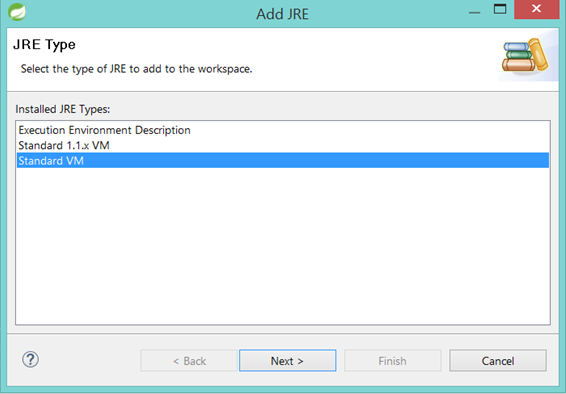 Add JRE
JRE Type
Select the type of JRE to add to the workspace.
Installed JRE Types:
Execution Environment Description
Standard 1.1.x VM
Standard VM
?
< Back
Next >
Finish
Cancel